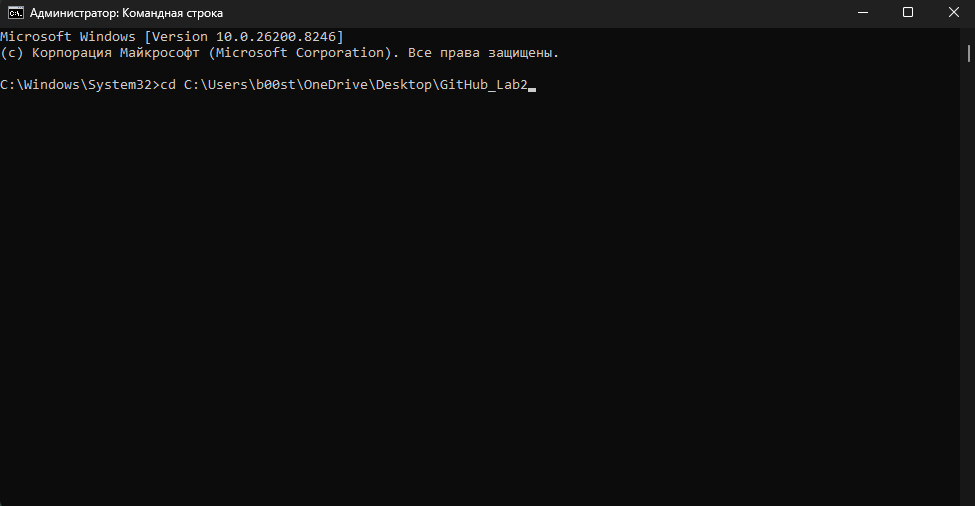 Администратор: Командная строка
Microsoft Windows [Version 10.0.26200.8246]
(c) Корпорация Майкрософт (Microsoft Corporation). Все права защищены.
C:\Windows\System32>cd C:\Users\b00st\OneDrive\Desktop\GitHub_Lab2